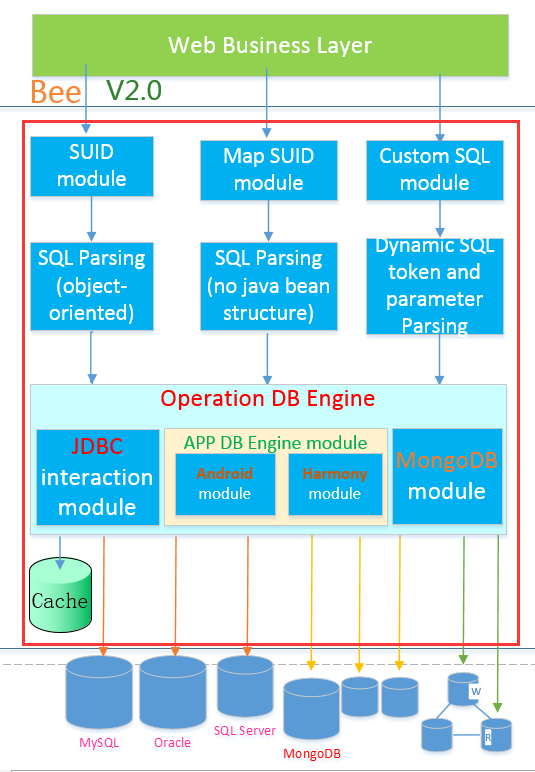 Web Business Layer
Bee V2.0
SUID
module
Map SUID
module
Custom SQL
module
SQL Parsing
(object-
oriented)
SQL Parsing
(no java bean
structure)
Dynamic SQL
token and
parameter
Parsing
Operation DB Engine
JDBC
interaction
module
APP DB Engine module
Android
module
Harmony
module
MongoDB
module
Cache
MySQL
Oracle
SQL Server
MongoDB
W
R